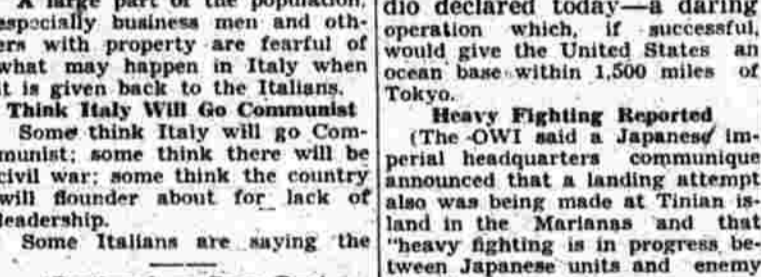 A large part of the population,
especially business men and oth-
ers with property are fearful of
what may happen in Italy when
it is given back to the Italians.
Think Italy Will Go Communist
Some think Italy will go Com-
munist; some think there will be
civil war; some think the country
will flounder about for lack of
leadership.
Some Italians are saying the
dio declared today—a daring
operation which, if successful,
would give the United States an
ocean base within 1,500 miles of
Tokyo.
Heavy Fighting Reported
(The OWI said a Japanese im-
perial headquarters communique
announced that a landing attempt
also was being made at Tinian is-
land in the Marianas and that
"heavy fighting is in progress be-
tween Japanese units and enemy